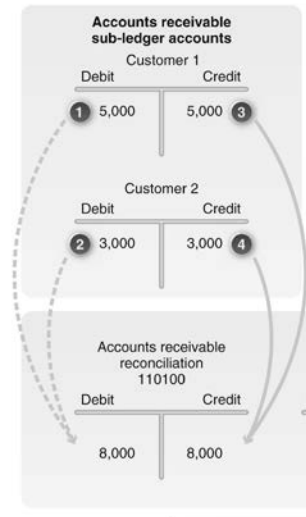 Accounts receivable
sub-ledger accounts
Customer 1
Debit Credit
1 5,000 5,000 3
Customer 2
Debit Credit
2 3,000 3,000 4
Accounts receivable
reconciliation
110100
Debit Credit
8,000 8,000